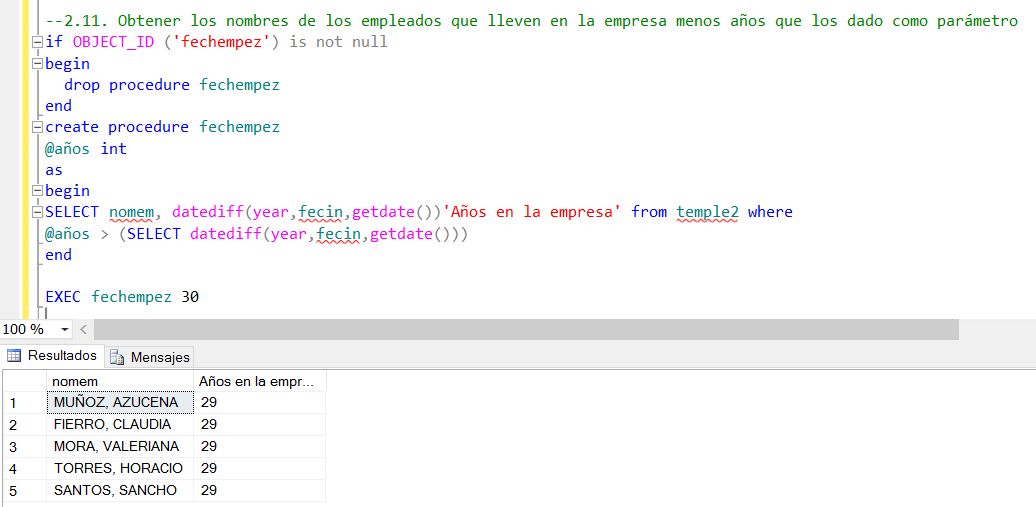 --2.11. Obtener los nombres de los empleados que lleven en la empresa menos años que los dado como parámetro
if OBJECT_ID ('fechempez') is not null
begin
drop procedure fechempez
end
create procedure fechempez
@años int
as
begin
SELECT nomem, datediff(year,fecin,getdate())'Años en la empresa' from temple2 where
@años > (SELECT datediff(year,fecin,getdate()))
end
EXEC fechempez 30
100 %
Resultados Mensajes
nomem Años en la empr...
1 MUÑOZ, AZUCENA 29
2 FIERRO, CLAUDIA 29
3 MORA, VALERIANA 29
4 TORRES, HORACIO 29
5 SANTOS, SANCHO 29